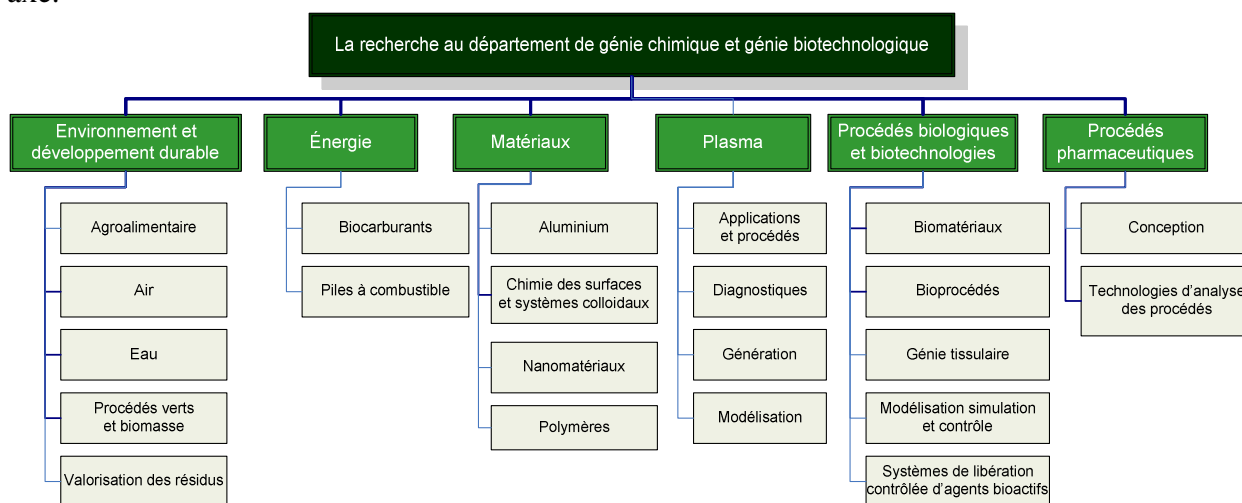 axe.
La recherche au département de génie chimique et génie biotechnologique
Environnement et
développement durable
Agroalimentaire
Air
Eau
Procédés verts
et biomasse
Valorisation des résidus
Énergie
Biocarburants
Piles à combustible
Matériaux
Aluminium
Chimie des surfaces
et systèmes colloidaux
Nanomatériaux
Polymères
Plasma
Applications
et procédés
Diagnostiques
Génération
Modélisation
Procédés biologiques
et biotechnologies
Biomatériaux
Bioprocédés
Génie tissulaire
Modélisation simulation
et contrôle
Systèmes de libération
contrôlée d'agents bioactifs
Procédés
pharmaceutiques
Conception
Technologies d'analyse
des procédés